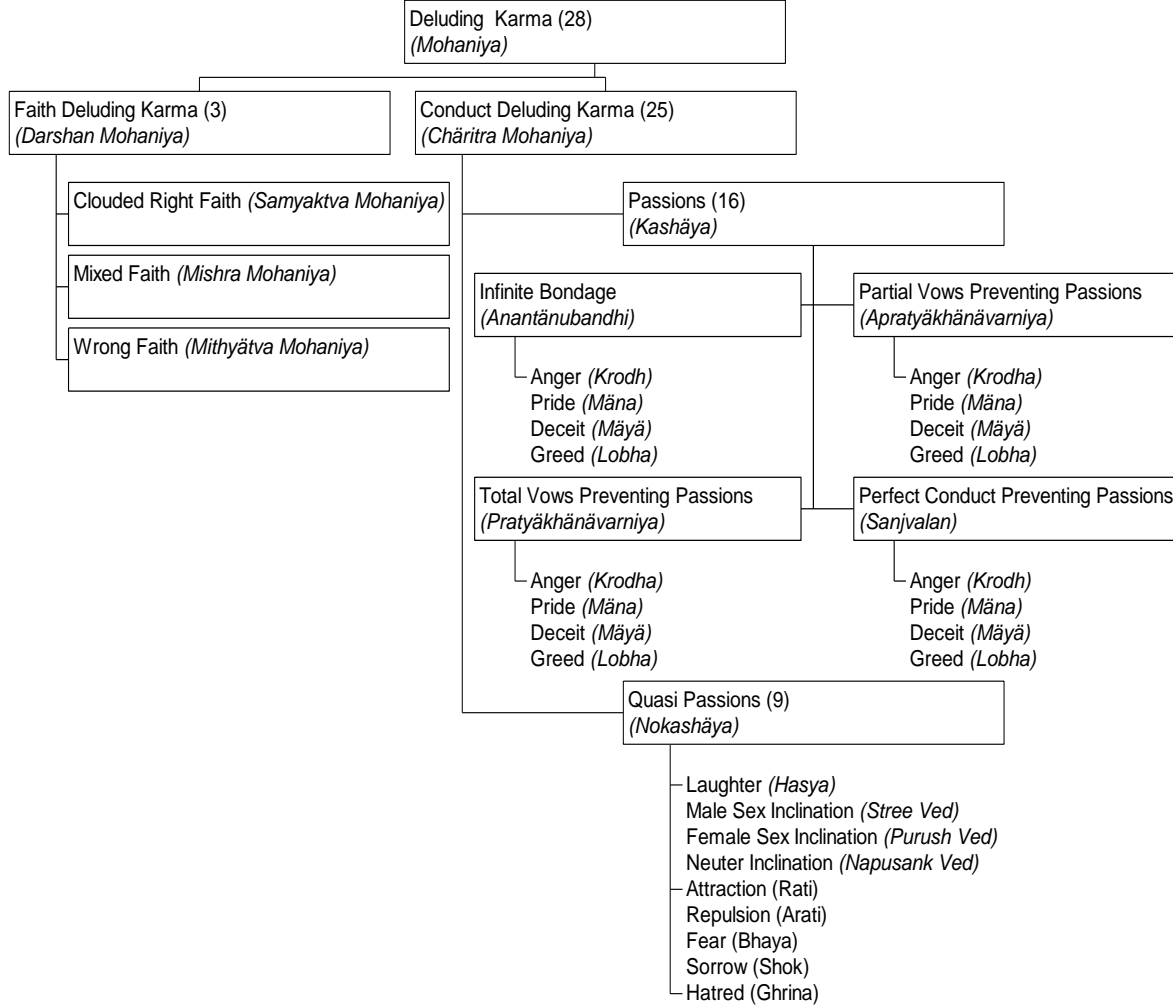 Deluding Karma (28)
(Mohaniya)
Faith Deluding Karma (3)
(Darshan Mohaniya)
Conduct Deluding Karma (25)
(Chäritra Mohaniya)
Clouded Right Faith (Samyaktva Mohaniya)
Mixed Faith (Mishra Mohaniya)
Wrong Faith (Mithyätva Mohaniya)
Passions (16)
(Kashäya)
Infinite Bondage
(Anantänubandhi)
Anger (Krodh)
Pride (Mäna)
Deceit (Mäyä)
Greed (Lobha)
Partial Vows Preventing Passions
(Apratyäkhänävarniya)
Anger (Krodha)
Pride (Mäna)
Deceit (Mäyä)
Greed (Lobha)
Total Vows Preventing Passions
(Pratyäkhänävarniya)
Anger (Krodha)
Pride (Mäna)
Deceit (Mäyä)
Greed (Lobha)
Perfect Conduct Preventing Passions
(Sanjvalan)
Anger (Krodh)
Pride (Mäna)
Deceit (Mäyä)
Greed (Lobha)
Quasi Passions (9)
(Nokashäya)
Laughter (Hasya)
Male Sex Inclination (Stree Ved)
Female Sex Inclination (Purush Ved)
Neuter Inclination (Napusank Ved)
Attraction (Rati)
Repulsion (Arati)
Fear (Bhaya)
Sorrow (Shok)
Hatred (Ghrina)